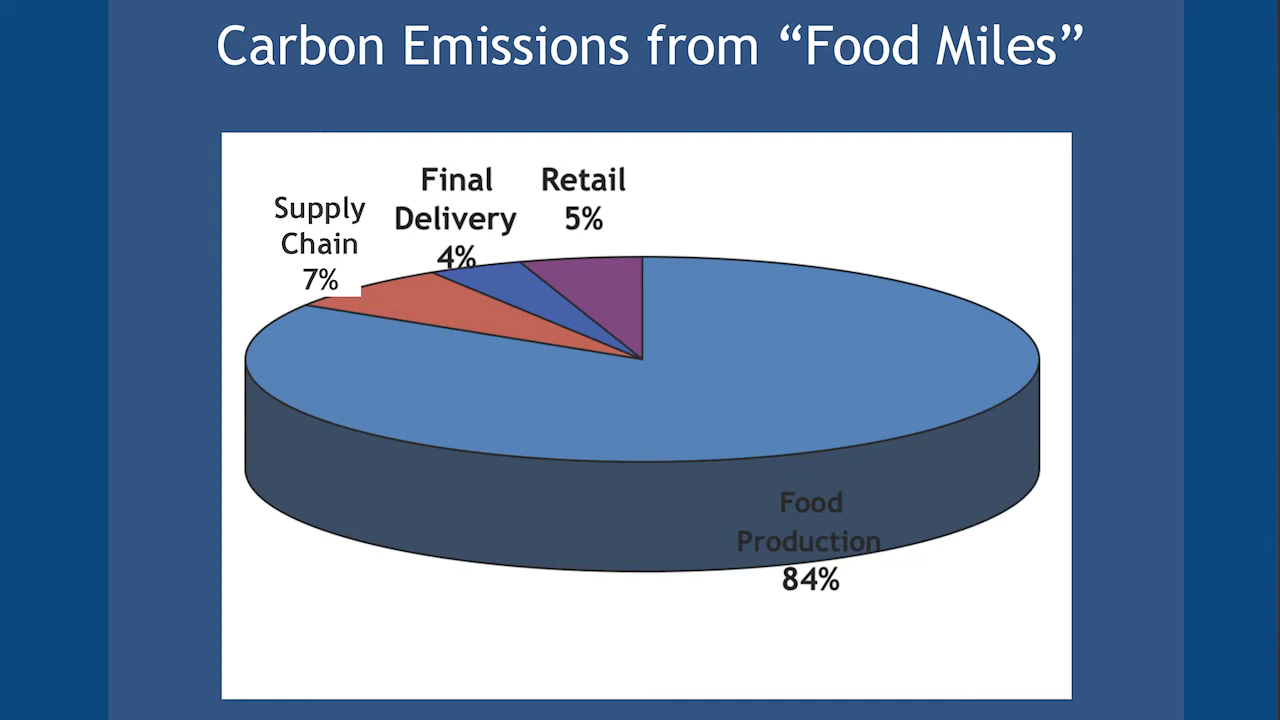 Carbon Emissions from “Food Miles”
Supply
Chain
7%
Final
Delivery
4%
Retail
5%
Food
Production
84%